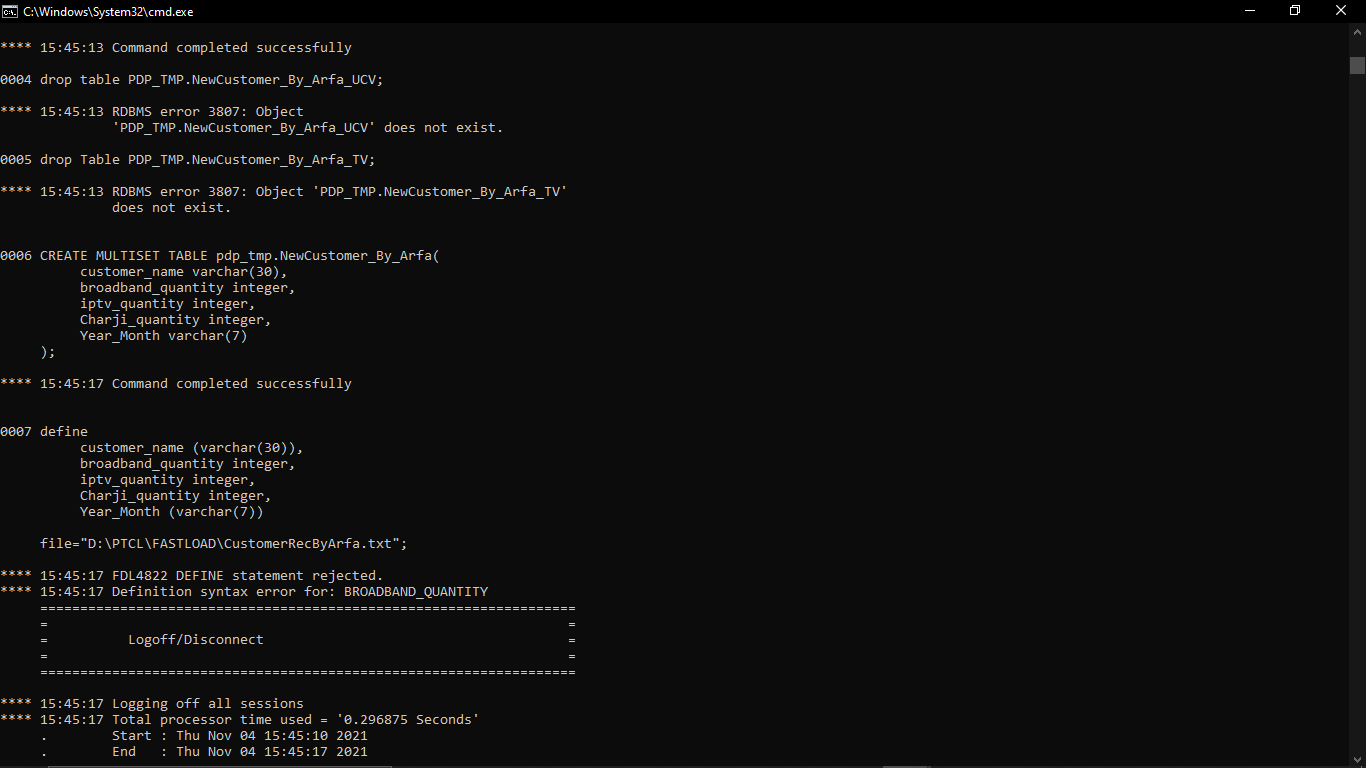 C:\Windows\System32\cmd.exe
**** 15:45:13 Command completed successfully
0004 drop table PDP_TMP.NewCustomer_By_Arfa_UCV;
**** 15:45:13 RDBMS error 3807: Object
'PDP_TMP.NewCustomer_By_Arfa_UCV' does not exist.
0005 drop Table PDP_TMP.NewCustomer_By_Arfa_TV;
**** 15:45:13 RDBMS error 3807: Object 'PDP_TMP.NewCustomer_By_Arfa_TV'
does not exist.
0006 CREATE MULTISET TABLE pdp_tmp.NewCustomer_By_Arfa(
customer_name varchar(30),
broadband_quantity integer,
iptv_quantity integer,
Charji_quantity integer,
Year_Month varchar(7)
);
**** 15:45:17 Command completed successfully
0007 define
customer_name (varchar(30)),
broadband_quantity integer,
iptv_quantity integer,
Charji_quantity integer,
Year_Month (varchar(7))
file="D:\PTCL\FASTLOAD\CustomerRecByArfa.txt";
**** 15:45:17 FDL4822 DEFINE statement rejected.
**** 15:45:17 Definition syntax error for: BROADBAND_QUANTITY
===================================================================
= =
= Logoff/Disconnect =
= =
===================================================================
**** 15:45:17 Logging off all sessions
**** 15:45:17 Total processor time used = '0.296875 Seconds'
. Start : Thu Nov 04 15:45:10 2021
. End : Thu Nov 04 15:45:17 2021